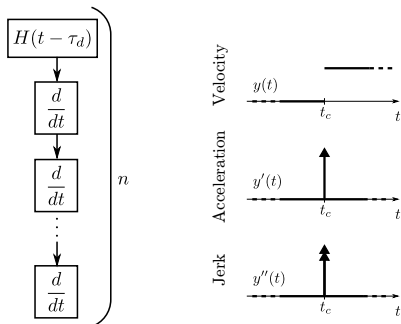 H(t − τ_d)
d
dt
d
dt
⋮
d
dt
n
Velocity
y(t)
t_c
t
Acceleration
y′(t)
t_c
t
Jerk
y″(t)
t_c
t